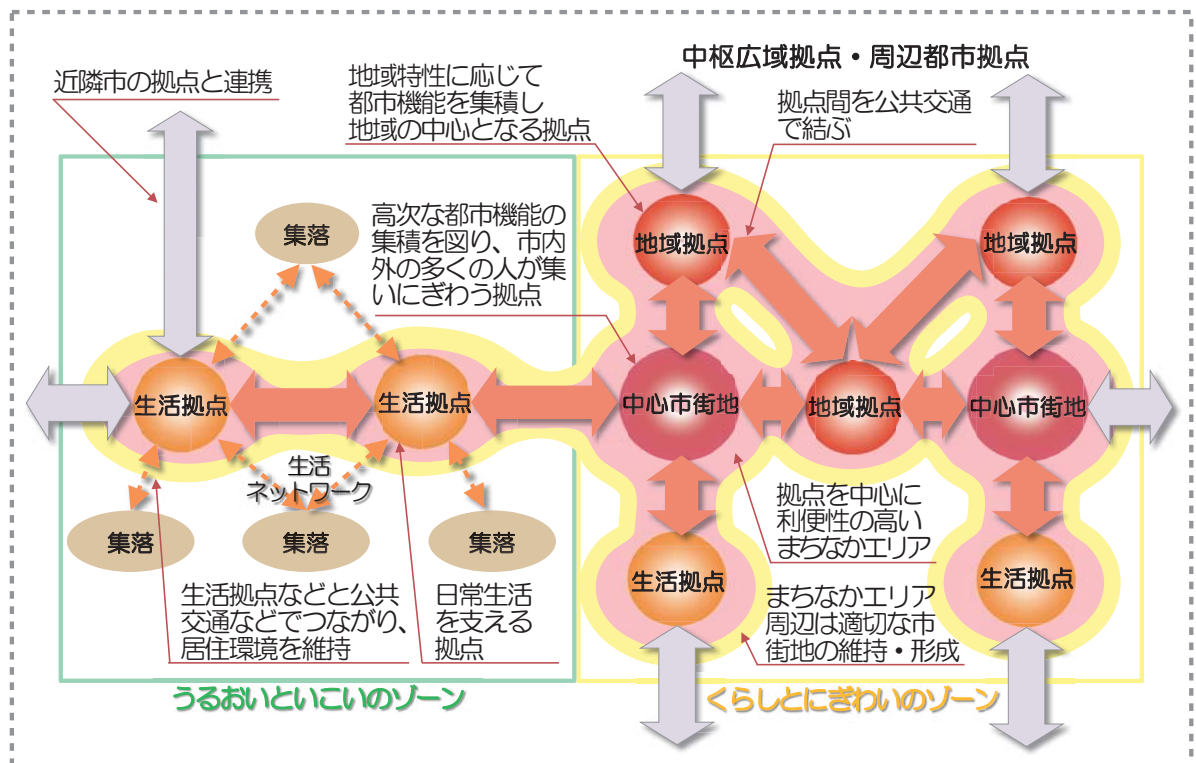 中枢広域拠点・周辺都市拠点
近隣市の拠点と連携
地域特性に応じて
都市機能を集積し
地域の中心となる拠点
拠点間を公共交通
で結ぶ
高次な都市機能の
集積を図り、市内
外の多くの人が集
いにぎわう拠点
集落
地域拠点
地域拠点
生活拠点
生活拠点
中心市街地
地域拠点
中心市街地
生活
ネットワーク
集落
集落
集落
拠点を中心に
利便性の高い
まちなかエリア
生活拠点
生活拠点
生活拠点などと公共
交通などでつながり、
居住環境を維持
日常生活
を支える
拠点
まちなかエリア
周辺は適切な市
街地の維持・形成
うるおいといこいのゾーン
くらしとにぎわいのゾーン